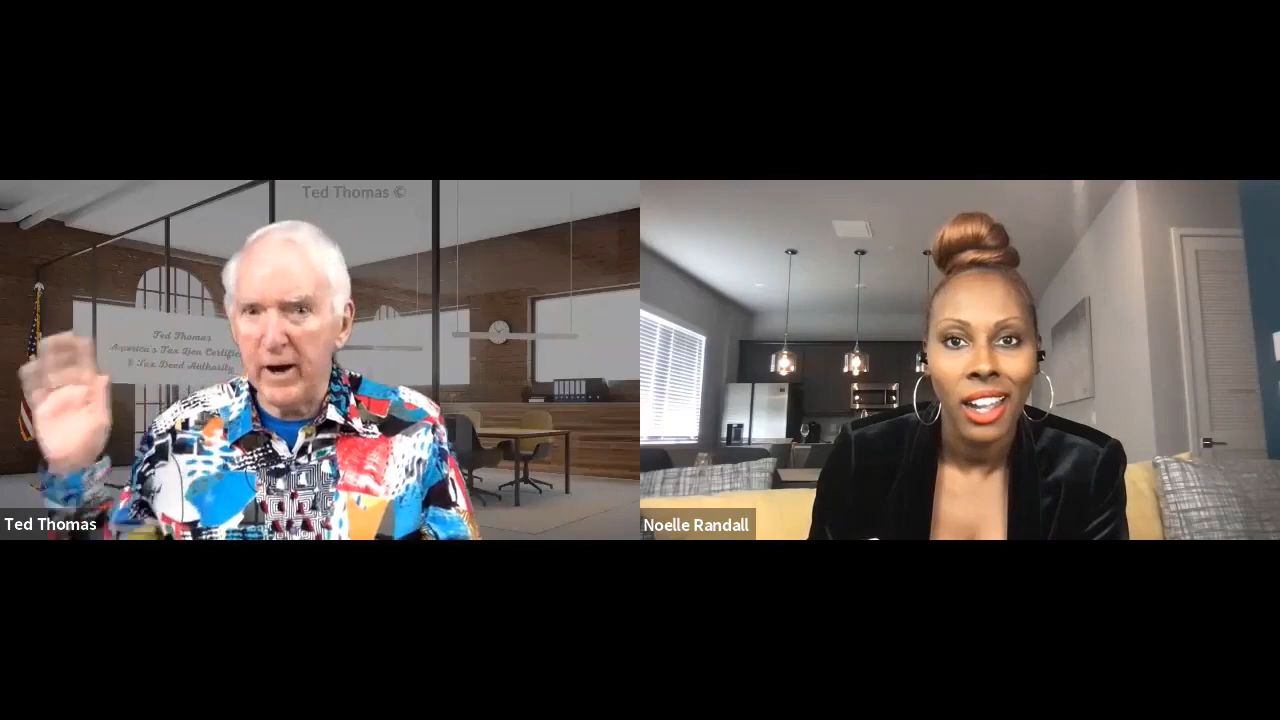 Ted Thomas ©
Ted Thomas
America's Tax Lien Certific
& Tax Deed Authority
Ted Thomas
Noelle Randall